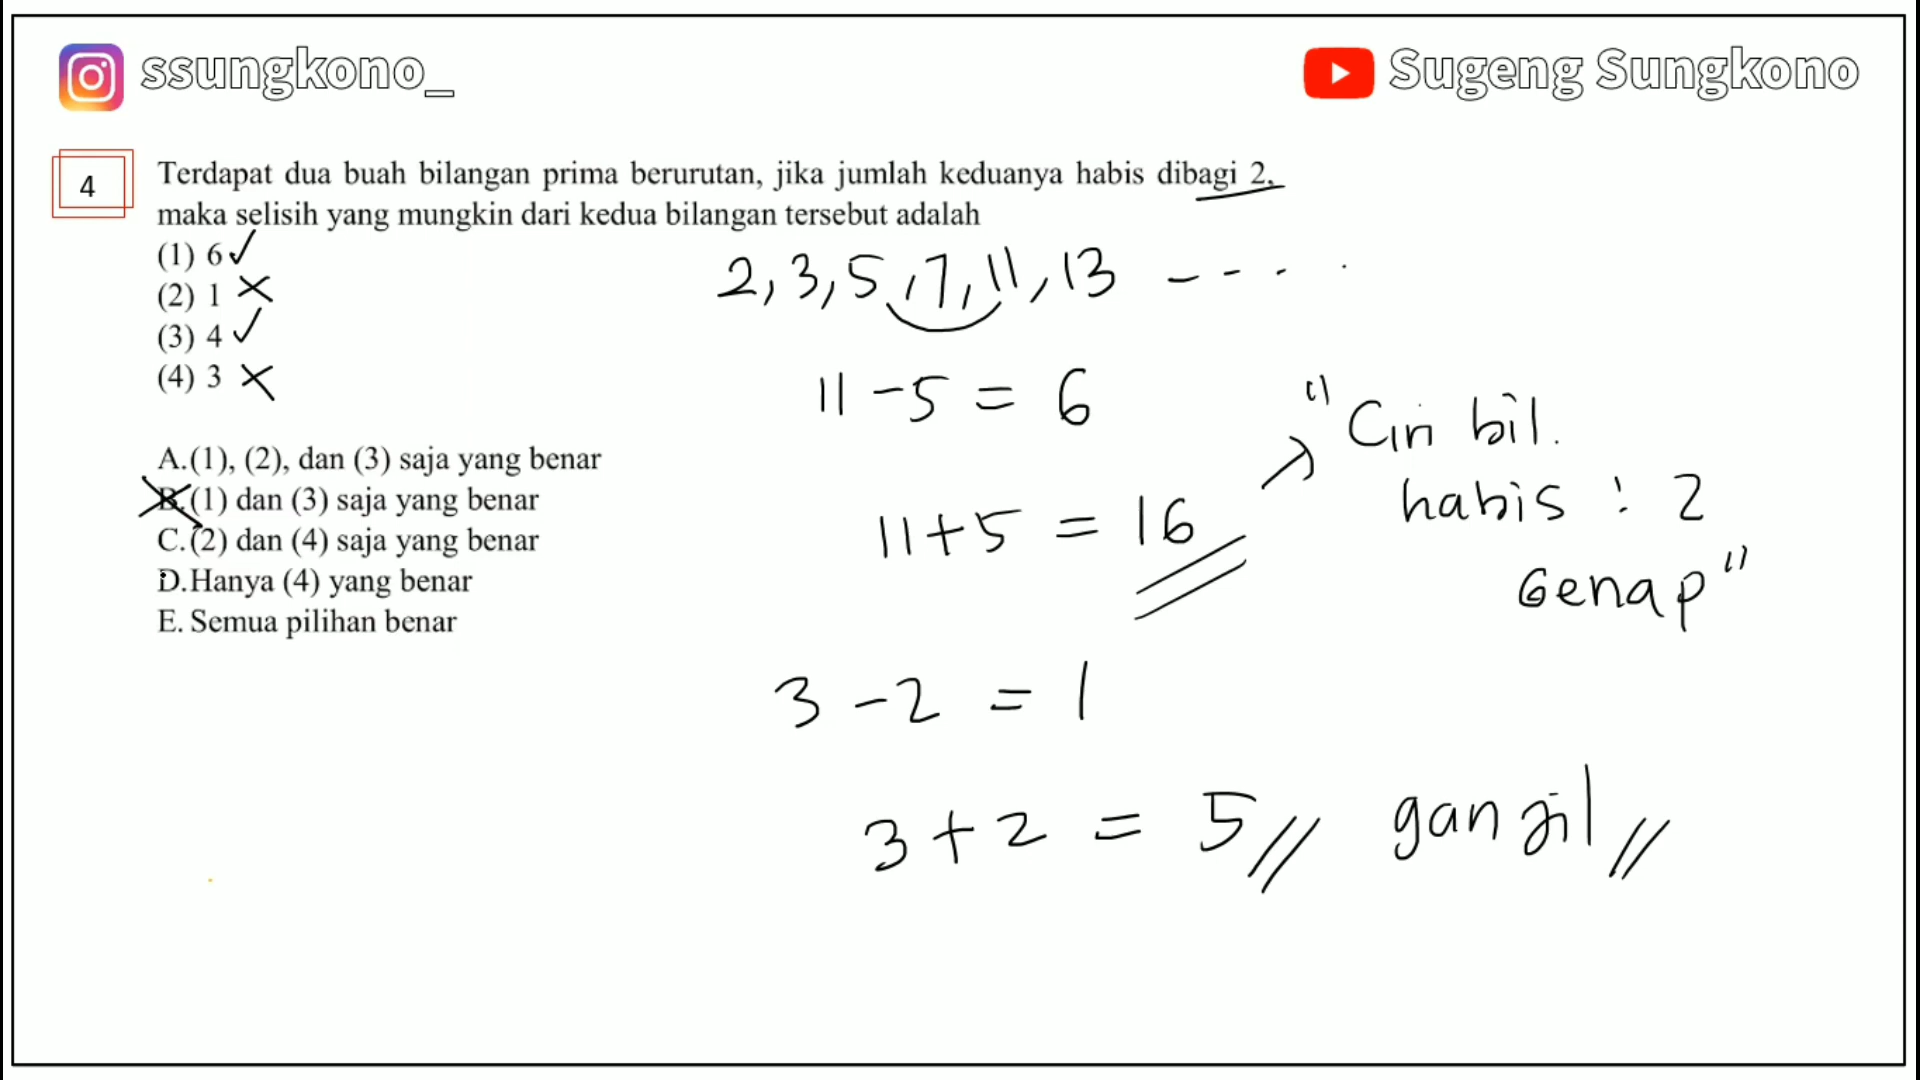 ssungkono_
Sugeng Sungkono
4
Terdapat dua buah bilangan prima berurutan, jika jumlah keduanya habis dibagi 2,
maka selisih yang mungkin dari kedua bilangan tersebut adalah
(1) 6 ✓
(2) 1 ×
(3) 4 ✓
(4) 3 ×
A.(1), (2), dan (3) saja yang benar
B.(1) dan (3) saja yang benar
C.(2) dan (4) saja yang benar
D.Hanya (4) yang benar
E. Semua pilihan benar
2, 3, 5, 7, 11, 13 - - - .
11 - 5 = 6
11 + 5 = 16
→ "Ciri bil.
habis : 2
Genap"
3 - 2 = 1
3 + 2 = 5 // ganjil //